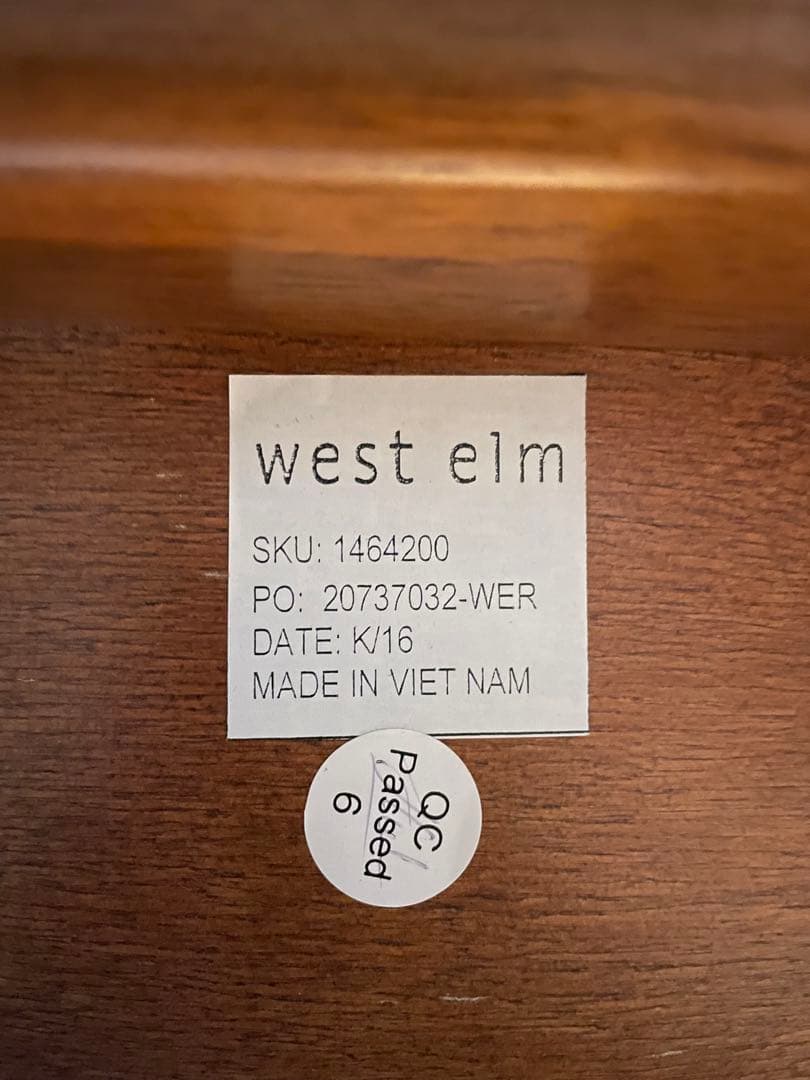 west elm
SKU: 1464200
PO: 20737032-WER
DATE: K/16
MADE IN VIET NAM
QC
Passed
6